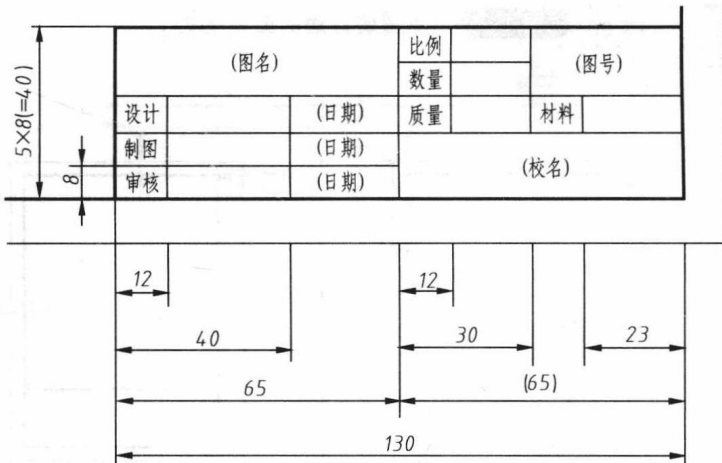 (图名) 比例 (图号)
数量
设计 (日期) 质量 材料
制图 (日期) (校名)
审核 (日期)
5×8(=40)
8
12 12
40 30 23
65 (65)
130